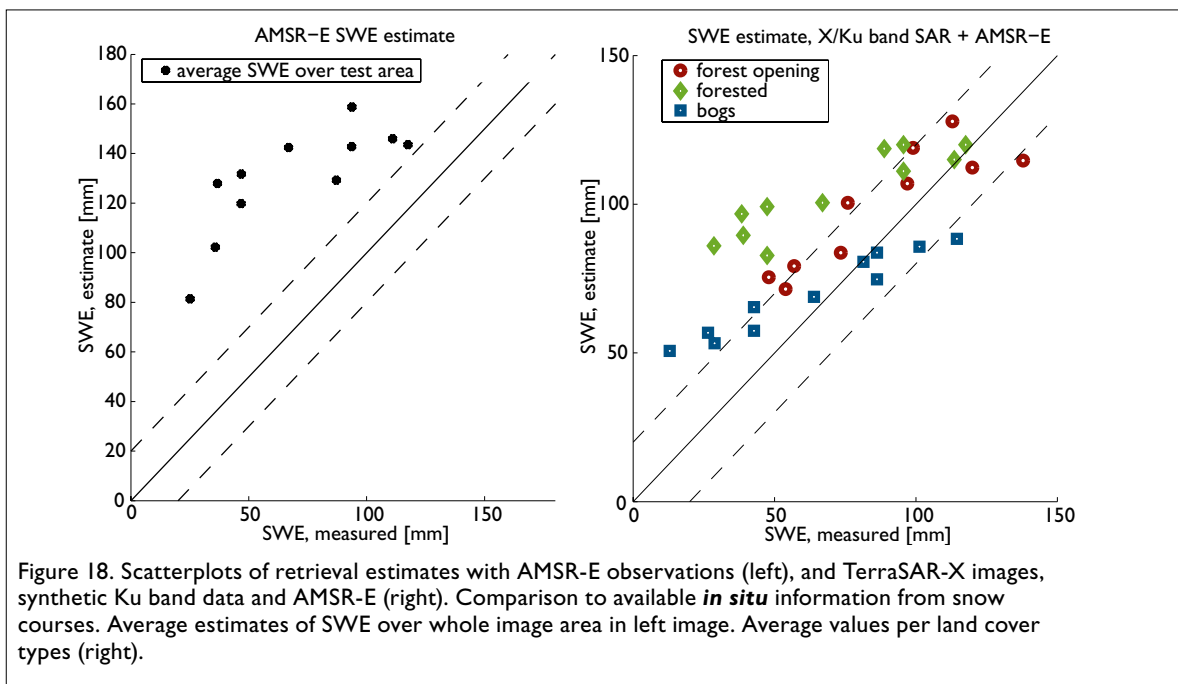 AMSR−E SWE estimate
average SWE over test area
SWE, estimate [mm]
180
160
140
120
100
80
60
40
20
0
0
50
100
150
SWE, measured [mm]
SWE estimate, X/Ku band SAR + AMSR−E
forest opening
forested
bogs
SWE, estimate [mm]
150
100
50
0
0
50
100
150
SWE, measured [mm]
Figure 18. Scatterplots of retrieval estimates with AMSR-E observations (left), and TerraSAR-X images,
synthetic Ku band data and AMSR-E (right). Comparison to available in situ information from snow
courses. Average estimates of SWE over whole image area in left image. Average values per land cover
types (right).